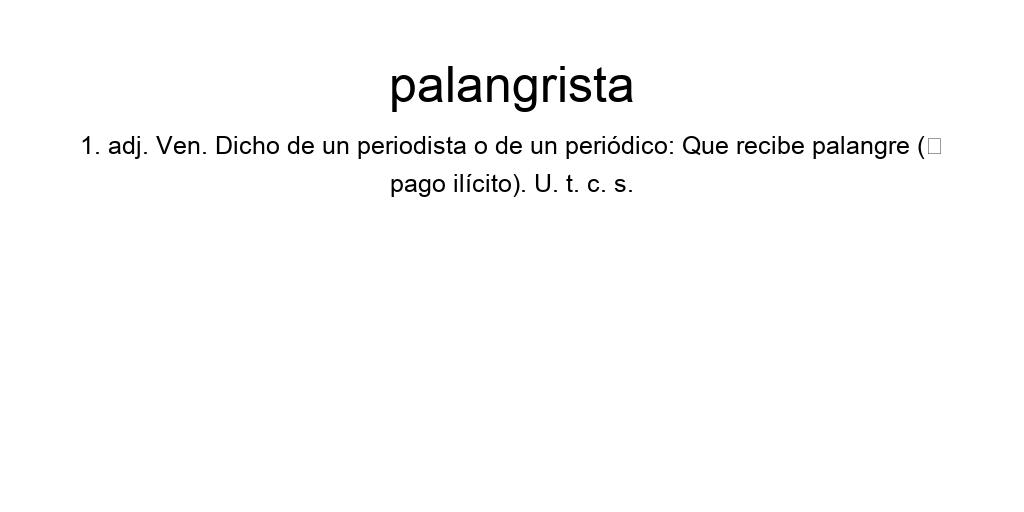 palangrista
1. adj. Ven. Dicho de un periodista o de un periódico: Que recibe palangre (□
pago ilícito). U. t. c. s.